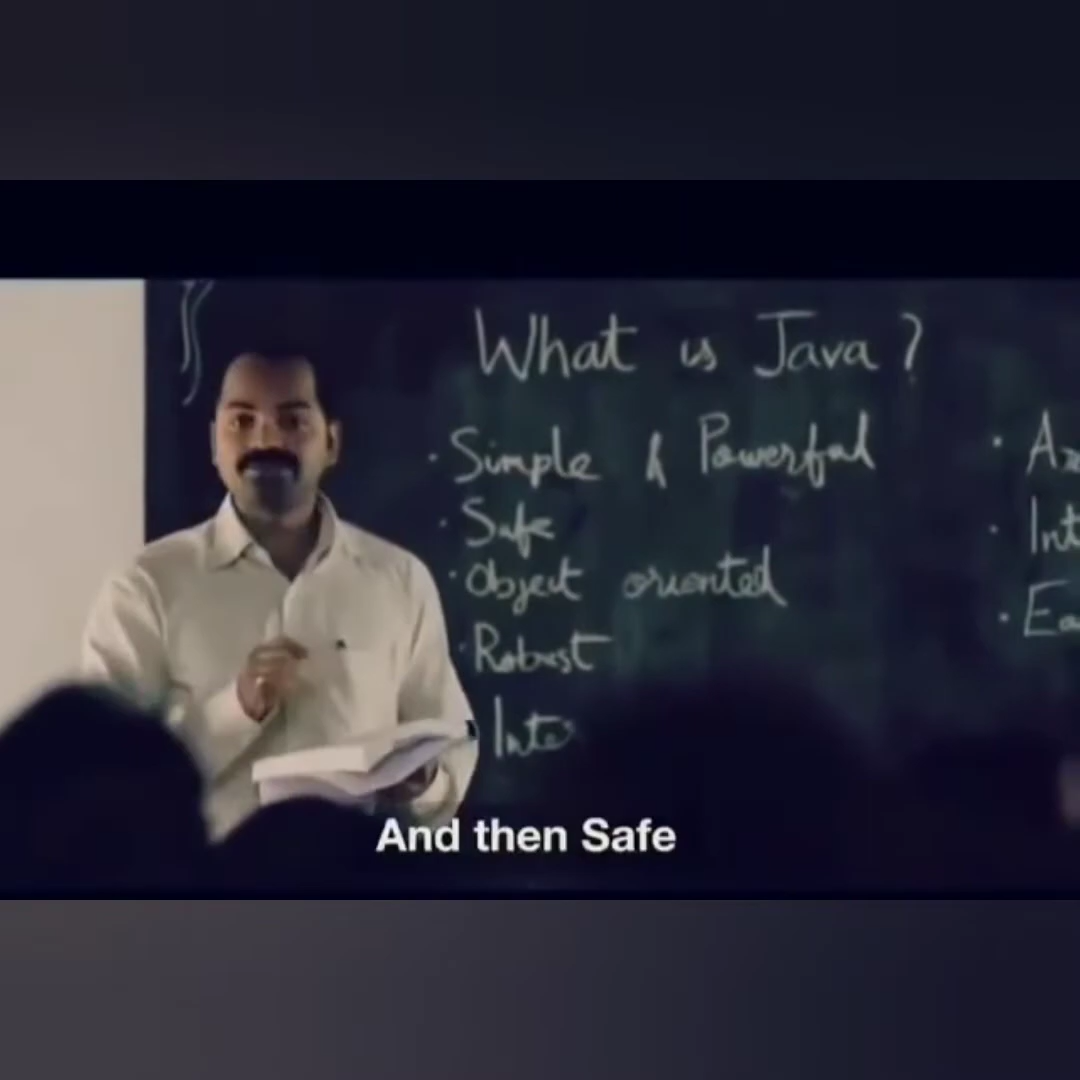 What is Java?
· Simple & Powerful
· Safe
· Object oriented
· Robust
And then Safe